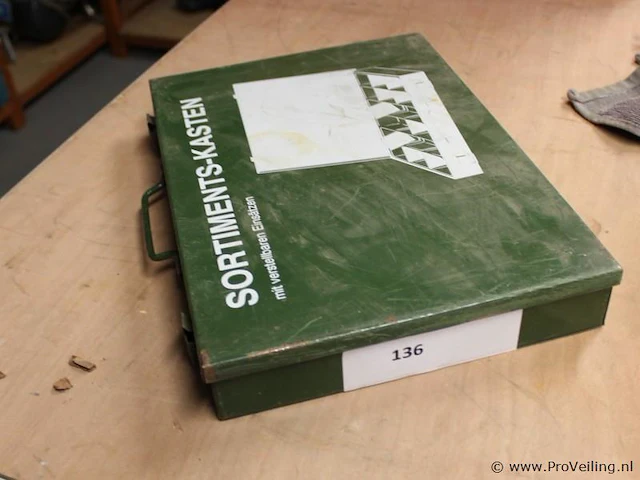 SORTIMENTS-KASTEN
mit verstellbaren Einsätzen
136
© www.ProVeiling.nl